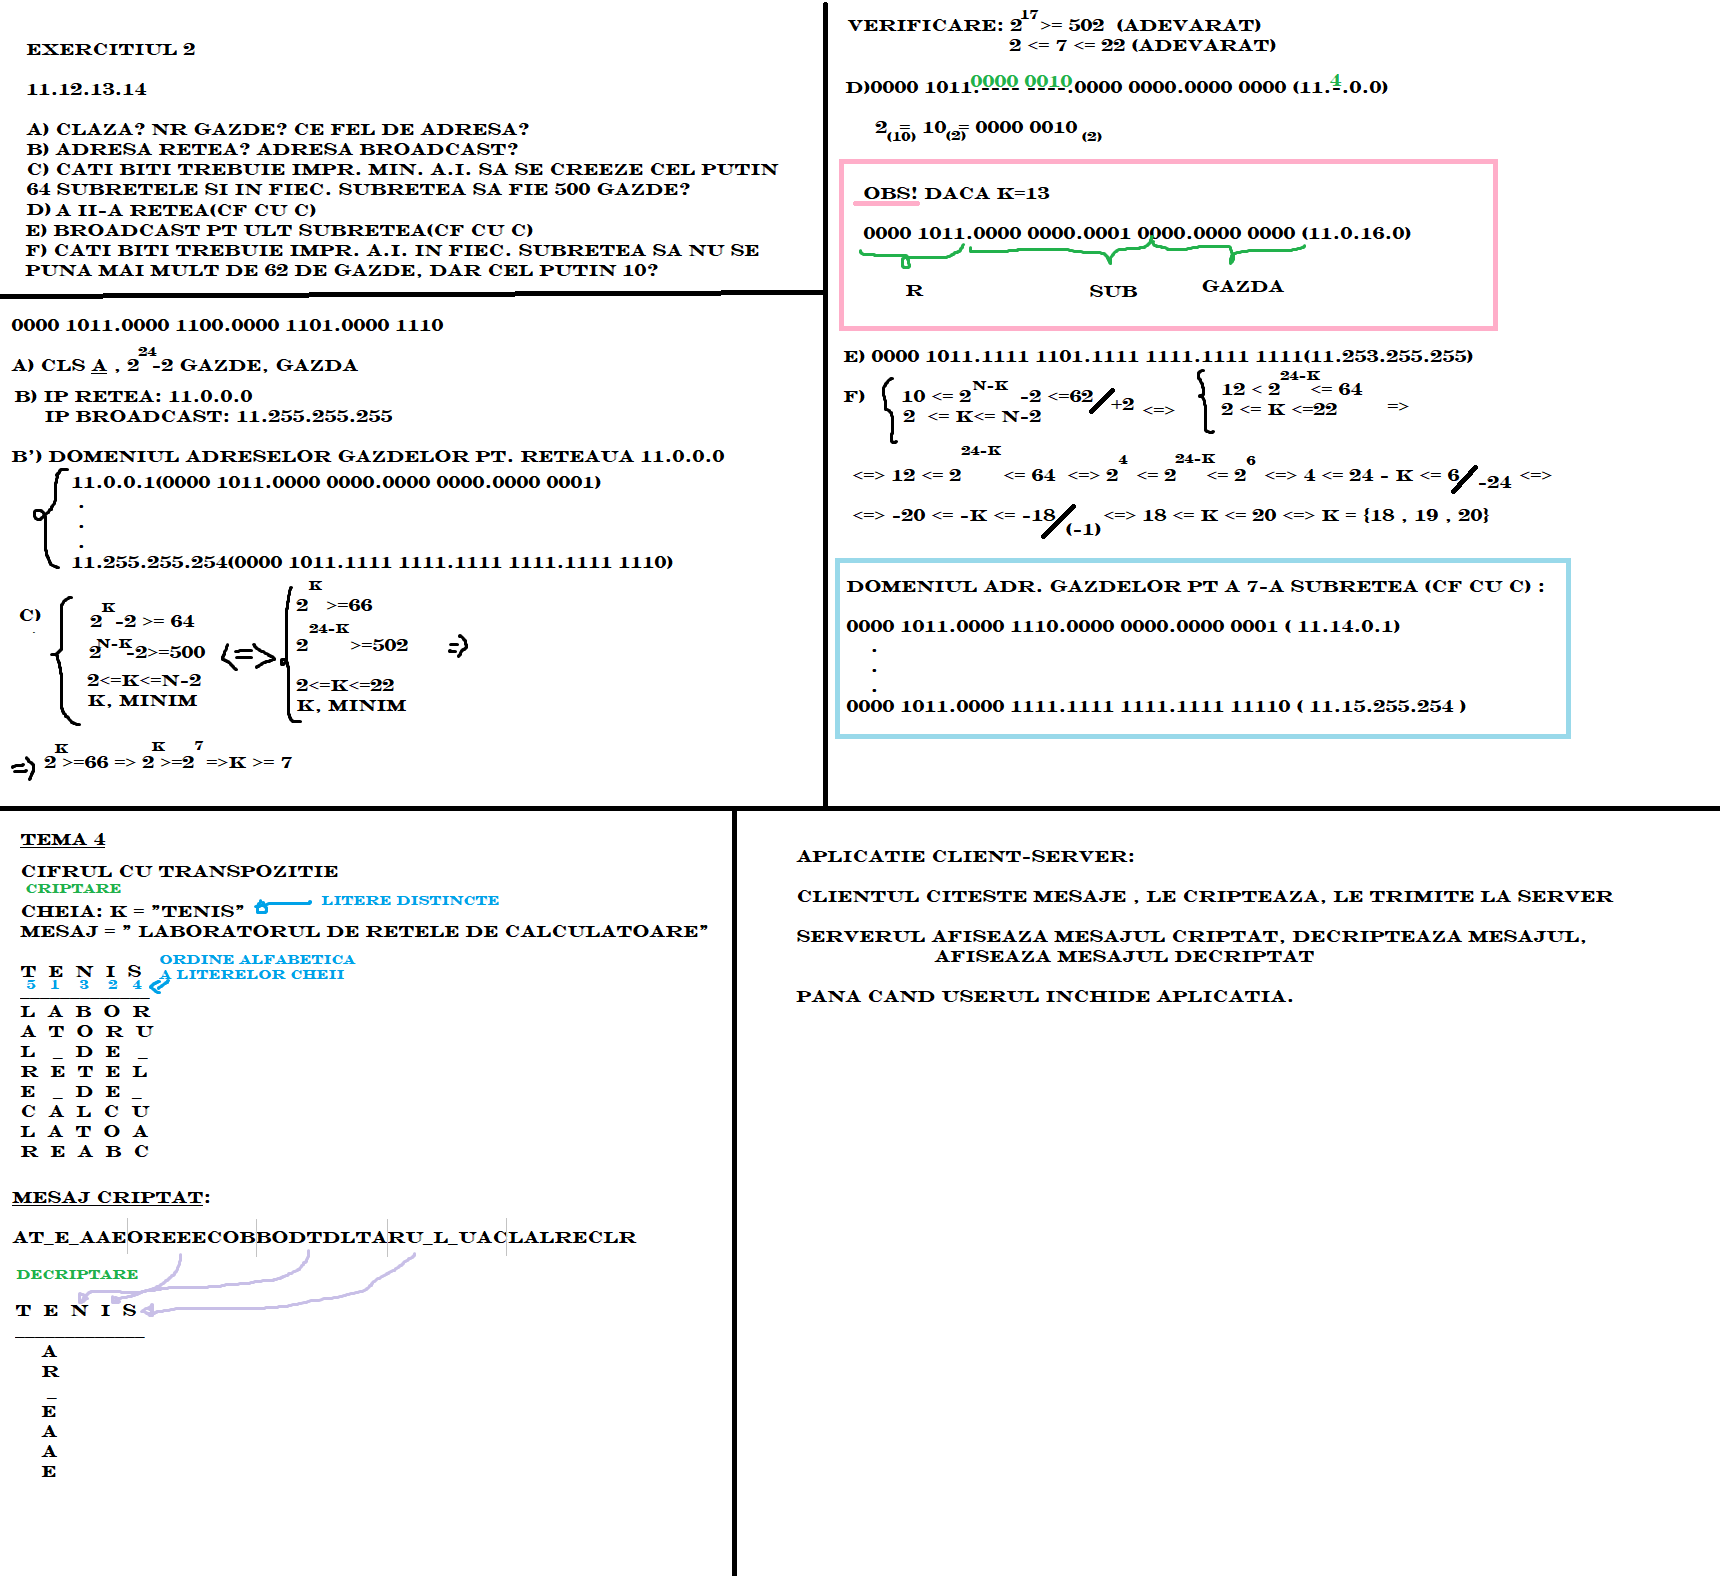 EXERCITIUL 2
11.12.13.14
A) CLAZA? NR GAZDE? CE FEL DE ADRESA?
B) ADRESA RETEA? ADRESA BROADCAST?
C) CATI BITI TREBUIE IMPR. MIN. A.I. SA SE CREEZE CEL PUTIN
64 SUBRETELE SI IN FIEC. SUBRETEA SA FIE 500 GAZDE?
D) A II-A RETEA(CF CU C)
E) BROADCAST PT ULT SUBRETEA(CF CU C)
F) CATI BITI TREBUIE IMPR. A.I. IN FIEC. SUBRETEA SA NU SE
PUNA MAI MULT DE 62 DE GAZDE, DAR CEL PUTIN 10?
0000 1011.0000 1100.0000 1101.0000 1110
A) CLS A , 2^24 -2 GAZDE, GAZDA
B) IP RETEA: 11.0.0.0
IP BROADCAST: 11.255.255.255
B') DOMENIUL ADRESELOR GAZDELOR PT. RETEAUA 11.0.0.0
11.0.0.1(0000 1011.0000 0000.0000 0000.0000 0001)
.
.
.
11.255.255.254(0000 1011.1111 1111.1111 1111.1111 1110)
C)
2^K -2 >= 64
2^N-K -2>=500
2<=K<=N-2
K, MINIM
<=>
2^K >=66
2^24-K >=502
2<=K<=22
K, MINIM
=>
=> 2^K >=66 => 2^K >=2^7 =>K >= 7
VERIFICARE: 2^17 >= 502 (ADEVARAT)
2 <= 7 <= 22 (ADEVARAT)
D)0000 1011.0000 0010.0000 0000.0000 0000 (11.4.0.0)
2(10) = 10(2) = 0000 0010 (2)
OBS! DACA K=13
0000 1011.0000 0000.0001 0000.0000 0000 (11.0.16.0)
R SUB GAZDA
E) 0000 1011.1111 1101.1111 1111.1111 1111(11.253.255.255)
F)
10 <= 2^N-K -2 <=62 / +2 <=>
2 <= K<= N-2
12 < 2^24-K <= 64
2 <= K <=22 =>
<=> 12 <= 2^24-K <= 64 <=> 2^4 <= 2^24-K <= 2^6 <=> 4 <= 24 - K <= 6 / -24 <=>
<=> -20 <= -K <= -18 / (-1) <=> 18 <= K <= 20 <=> K = {18 , 19 , 20}
DOMENIUL ADR. GAZDELOR PT A 7-A SUBRETEA (CF CU C) :
0000 1011.0000 1110.0000 0000.0000 0001 ( 11.14.0.1)
.
.
.
0000 1011.0000 1111.1111 1111.1111 11110 ( 11.15.255.254 )
TEMA 4
CIFRUL CU TRANSPOZITIE
CRIPTARE
CHEIA: K = "TENIS" LITERE DISTINCTE
MESAJ = " LABORATORUL DE RETELE DE CALCULATOARE"
T E N I S
5 1 3 2 4
ORDINE ALFABETICA
A LITERELOR CHEII
L A B O R
A T O R U
L _ D E _
R E T E L
E _ D E _
C A L C U
L A T O A
R E A B C
MESAJ CRIPTAT:
AT_E_AAEOREEECOBBODTDLTARU_L_UACLALRECLR
DECRIPTARE
T E N I S
A
R
_
E
A
A
E
APLICATIE CLIENT-SERVER:
CLIENTUL CITESTE MESAJE , LE CRIPTEAZA, LE TRIMITE LA SERVER
SERVERUL AFISEAZA MESAJUL CRIPTAT, DECRIPTEAZA MESAJUL,
AFISEAZA MESAJUL DECRIPTAT
PANA CAND USERUL INCHIDE APLICATIA.